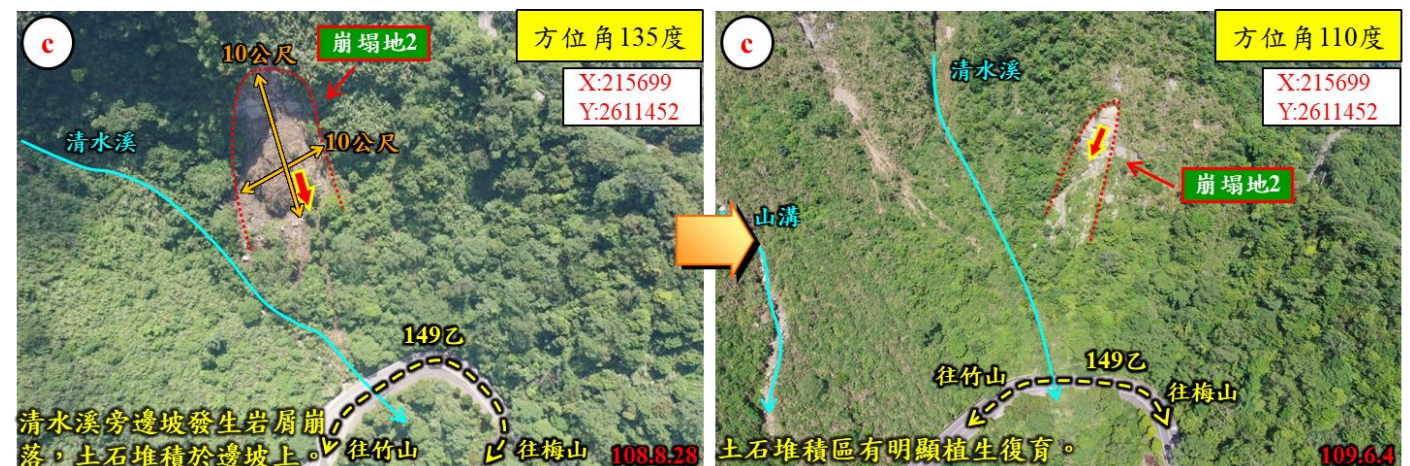 c
10公尺
崩塌地2
方位角135度
X:215699
Y:2611452
清水溪
10公尺
149乙
往竹山
往梅山
清水溪旁邊坡發生岩屑崩
落，土石堆積於邊坡上。
108.8.28
c
方位角110度
X:215699
Y:2611452
清水溪
崩塌地2
山溝
149乙
往竹山
往梅山
土石堆積區有明顯植生復育。
109.6.4